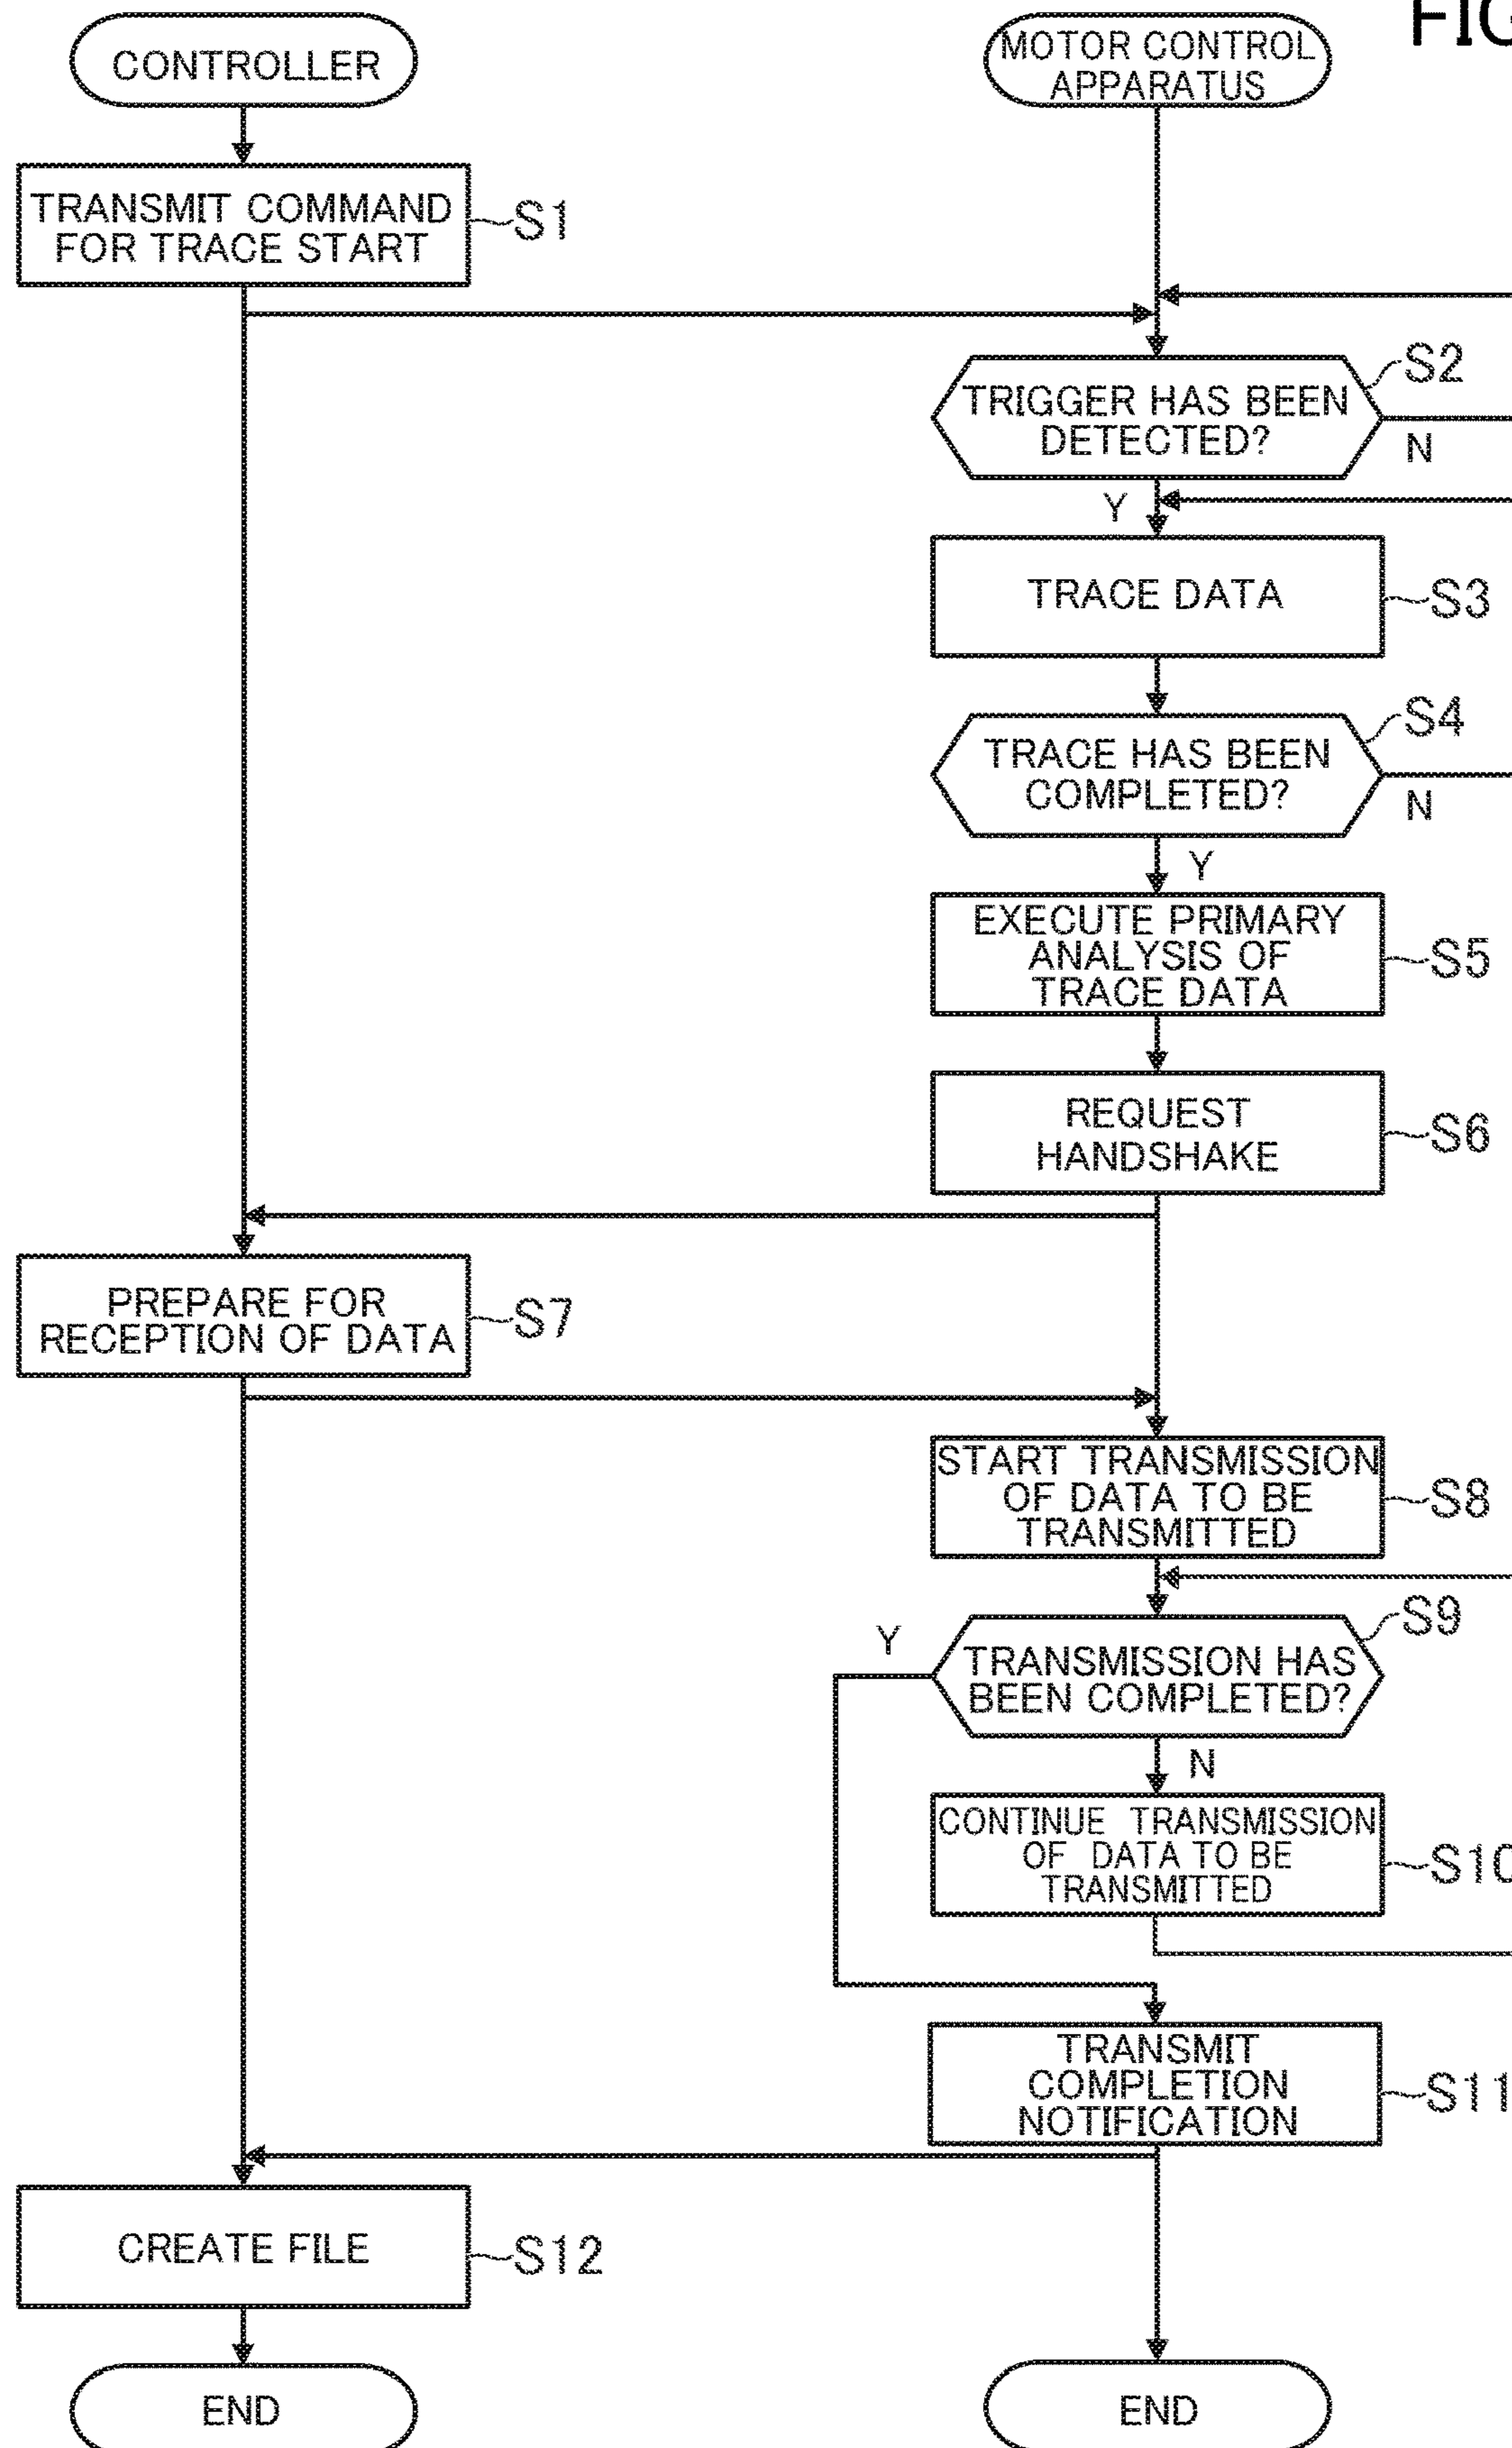 FIG
CONTROLLER
MOTOR CONTROL
APPARATUS
TRANSMIT COMMAND
FOR TRACE START
S1
TRIGGER HAS BEEN
DETECTED?
S2
N
Y
TRACE DATA
S3
TRACE HAS BEEN
COMPLETED?
S4
N
Y
EXECUTE PRIMARY
ANALYSIS OF
TRACE DATA
S5
REQUEST
HANDSHAKE
S6
PREPARE FOR
RECEPTION OF DATA
S7
START TRANSMISSION
OF DATA TO BE
TRANSMITTED
S8
Y
TRANSMISSION HAS
BEEN COMPLETED?
S9
N
CONTINUE TRANSMISSION
OF DATA TO BE
TRANSMITTED
S10
TRANSMIT
COMPLETION
NOTIFICATION
S11
CREATE FILE
S12
END
END